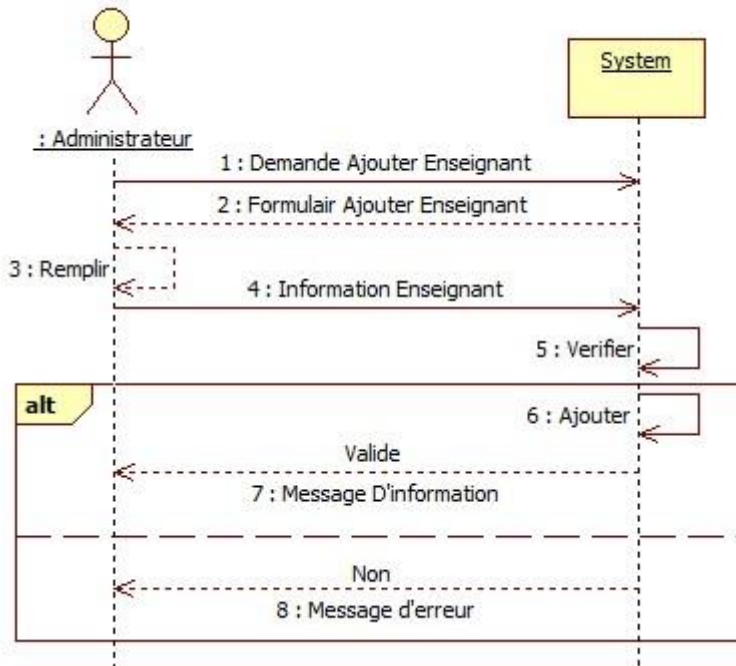 System
: Administrateur
1 : Demande Ajouter Enseignant
2 : Formulair Ajouter Enseignant
3 : Remplir
4 : Information Enseignant
5 : Verifier
alt
6 : Ajouter
Valide
7 : Message D'information
Non
8 : Message d'erreur